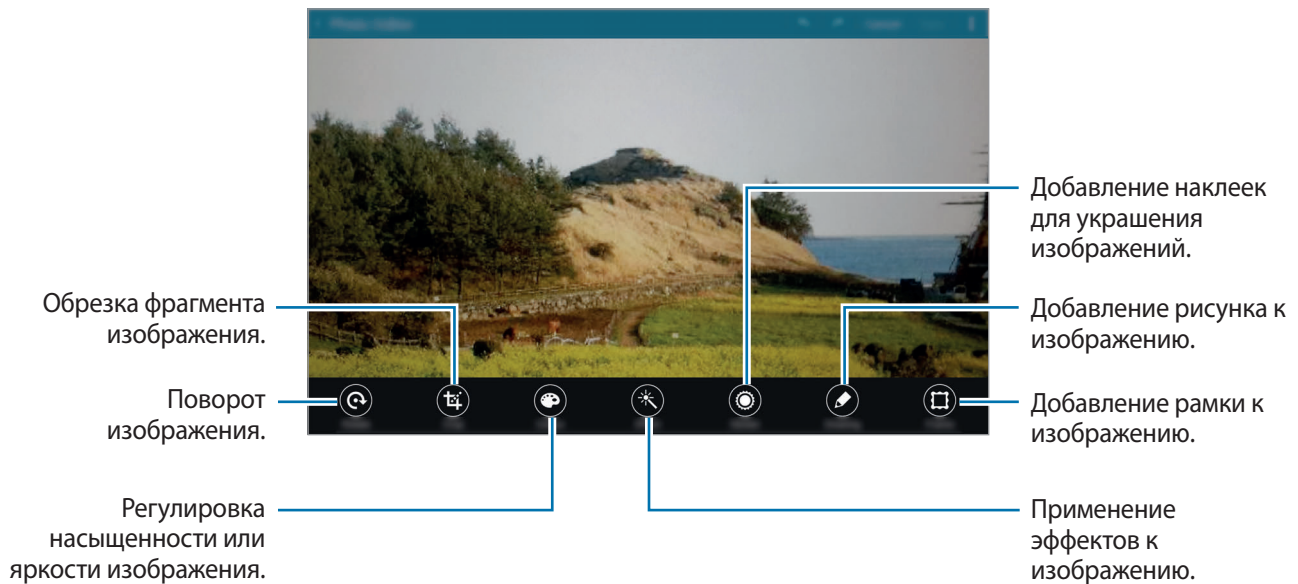 Добавление наклеек
для украшения
изображений.
Обрезка фрагмента
изображения.
Добавление рисунка к
изображению.
Поворот
изображения.
Добавление рамки к
изображению.
Регулировка
насыщенности или
яркости изображения.
Применение
эффектов к
изображению.